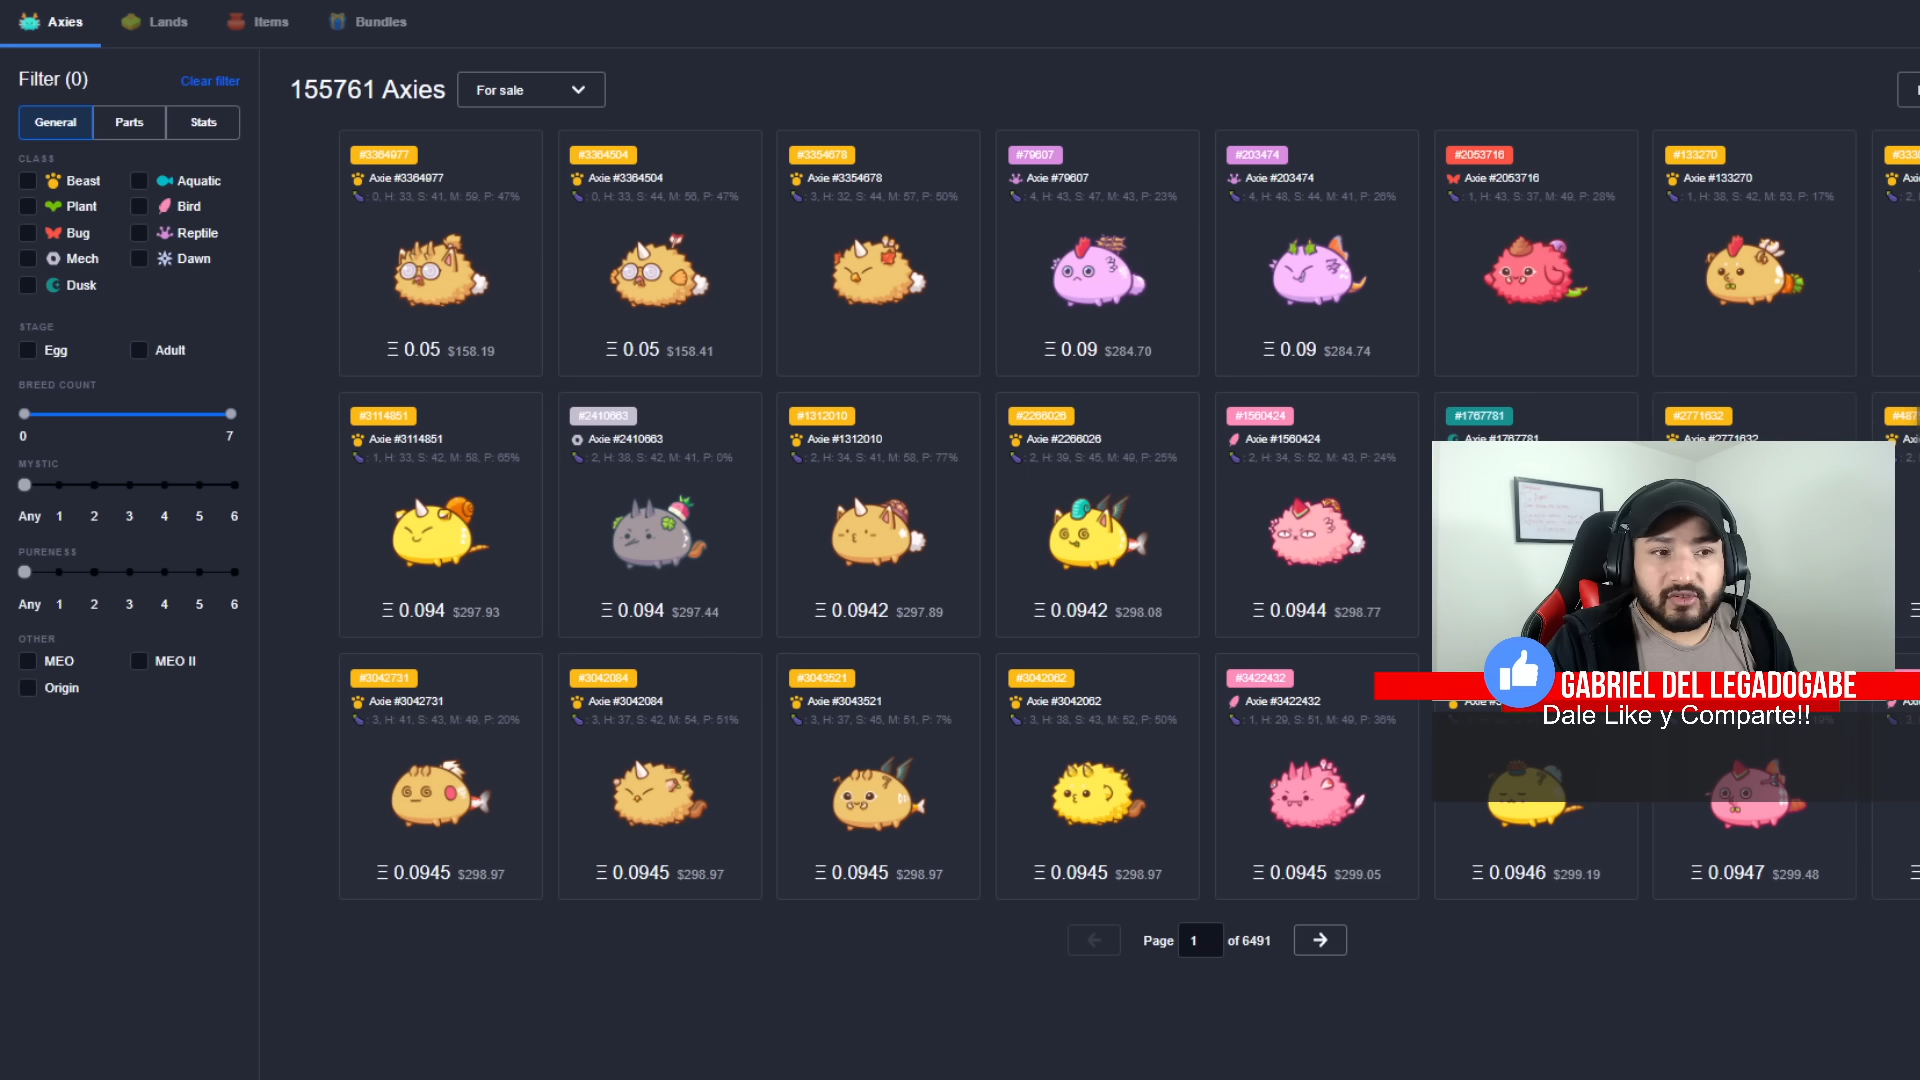 Axies Lands Items Bundles
Filter (0) Clear filter
155761 Axies For sale
General Parts Stats
CLASS
Beast Aquatic
Plant Bird
Bug Reptile
Mech Dawn
Dusk
STAGE
Egg Adult
BREED COUNT
0 7
MYSTIC
Any 1 2 3 4 5 6
PURENESS
Any 1 2 3 4 5 6
OTHER
MEO MEO II
Origin
#3364977 #3364504 #3354678 #79607 #203474 #2053716 #133270
Axie #3364977 Axie #3364504 Axie #3354678 Axie #79607 Axie #203474 Axie #2053716 Axie #133270
: 0, H: 33, S: 41, M: 59, P: 47% : 0, H: 33, S: 44, M: 56, P: 47% : 3, H: 32, S: 44, M: 57, P: 50% : 4, H: 43, S: 47, M: 43, P: 23% : 4, H: 48, S: 44, M: 41, P: 26% : 1, H: 43, S: 37, M: 49, P: 28% : 1, H: 38, S: 42, M: 53, P: 17%
Ξ 0.05 $158.19 Ξ 0.05 $158.41 Ξ 0.09 $284.70 Ξ 0.09 $284.74
#3114851 #2410663 #1312010 #2266026 #1560424 #1767781 #2771632
Axie #3114851 Axie #2410663 Axie #1312010 Axie #2266026 Axie #1560424 Axie #1767781 Axie #2771632
: 1, H: 33, S: 42, M: 58, P: 65% : 2, H: 38, S: 42, M: 41, P: 0% : 2, H: 34, S: 41, M: 58, P: 77% : 2, H: 39, S: 45, M: 49, P: 25% : 2, H: 34, S: 52, M: 43, P: 24%
Ξ 0.094 $297.93 Ξ 0.094 $297.44 Ξ 0.0942 $297.89 Ξ 0.0942 $298.08 Ξ 0.0944 $298.77
#3042731 #3042084 #3043521 #3042062 #3422432
Axie #3042731 Axie #3042084 Axie #3043521 Axie #3042062 Axie #3422432
: 3, H: 41, S: 43, M: 49, P: 20% : 3, H: 37, S: 42, M: 54, P: 51% : 3, H: 37, S: 45, M: 51, P: 7% : 3, H: 38, S: 43, M: 52, P: 50% : 1, H: 29, S: 51, M: 49, P: 36%
GABRIEL DEL LEGADOGABE
Dale Like y Comparte!!
Ξ 0.0945 $298.97 Ξ 0.0945 $298.97 Ξ 0.0945 $298.97 Ξ 0.0945 $298.97 Ξ 0.0945 $299.05 Ξ 0.0946 $299.19 Ξ 0.0947 $299.48
Page 1 of 6491